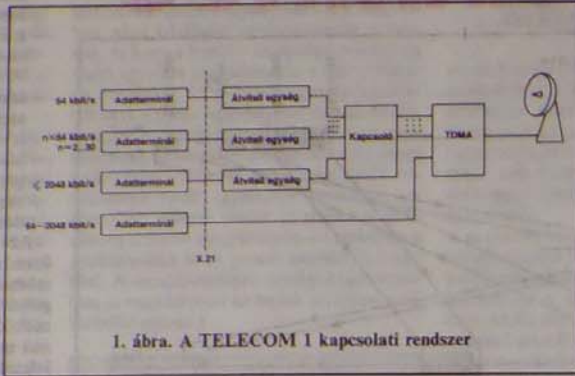 64 kbit/s
Adatterminál
Átviteli egység
n×64 kbit/s
n=2...30
Adatterminál
Átviteli egység
Kapcsoló
TDMA
⩽ 2048 kbit/s
Adatterminál
Átviteli egység
64–2048 kbit/s
Adatterminál
X.21
1. ábra. A TELECOM 1 kapcsolati rendszer